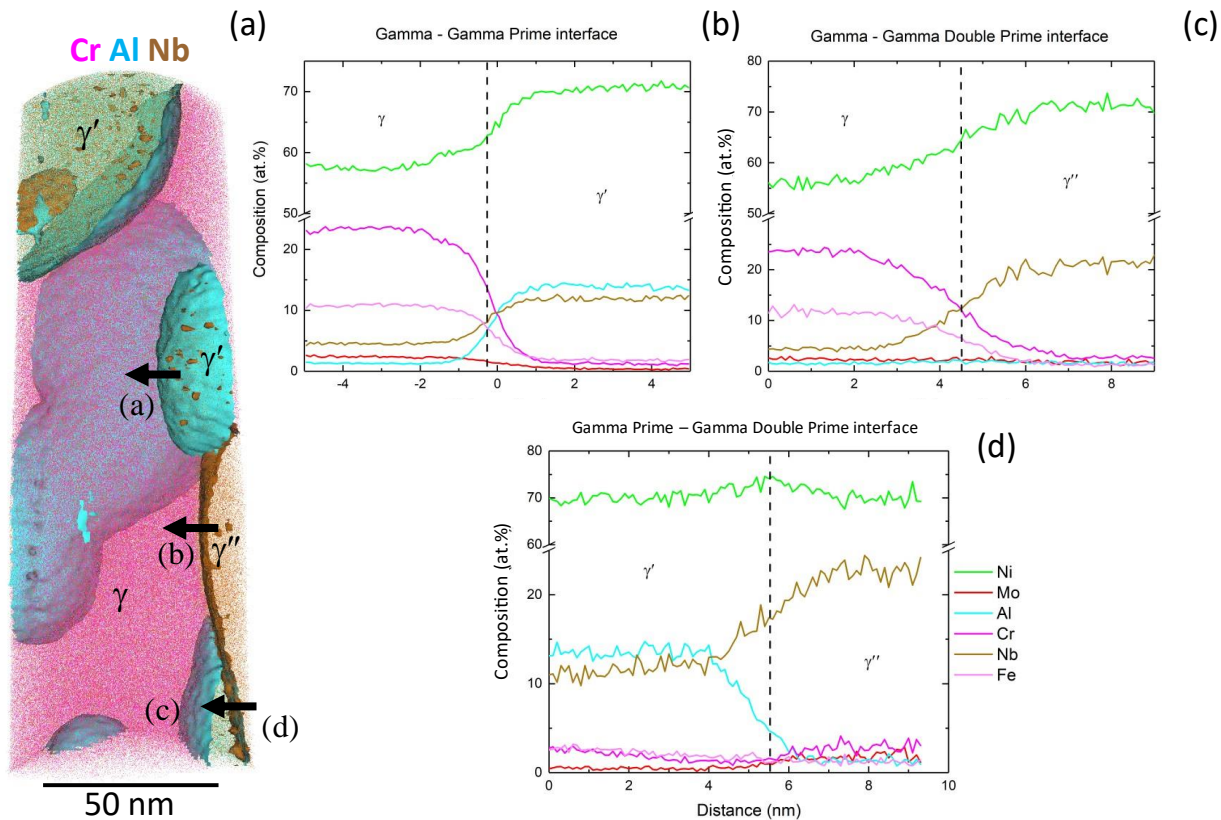 Cr Al Nb
(a)
γ'
γ'
(a)
(b)
γ''
γ
(c)
(d)
50 nm
Gamma - Gamma Prime interface
(b)
Composition (at.%)
70
60
50
20
10
0
γ
γ'
-4
-2
0
2
4
Gamma - Gamma Double Prime interface
(c)
Composition (at.%)
80
70
60
50
20
10
0
γ
γ''
0
2
4
6
8
Gamma Prime – Gamma Double Prime interface
(d)
Composition (at.%)
80
70
60
20
10
0
γ'
γ''
0
2
4
6
8
10
Distance (nm)
Ni
Mo
Al
Cr
Nb
Fe